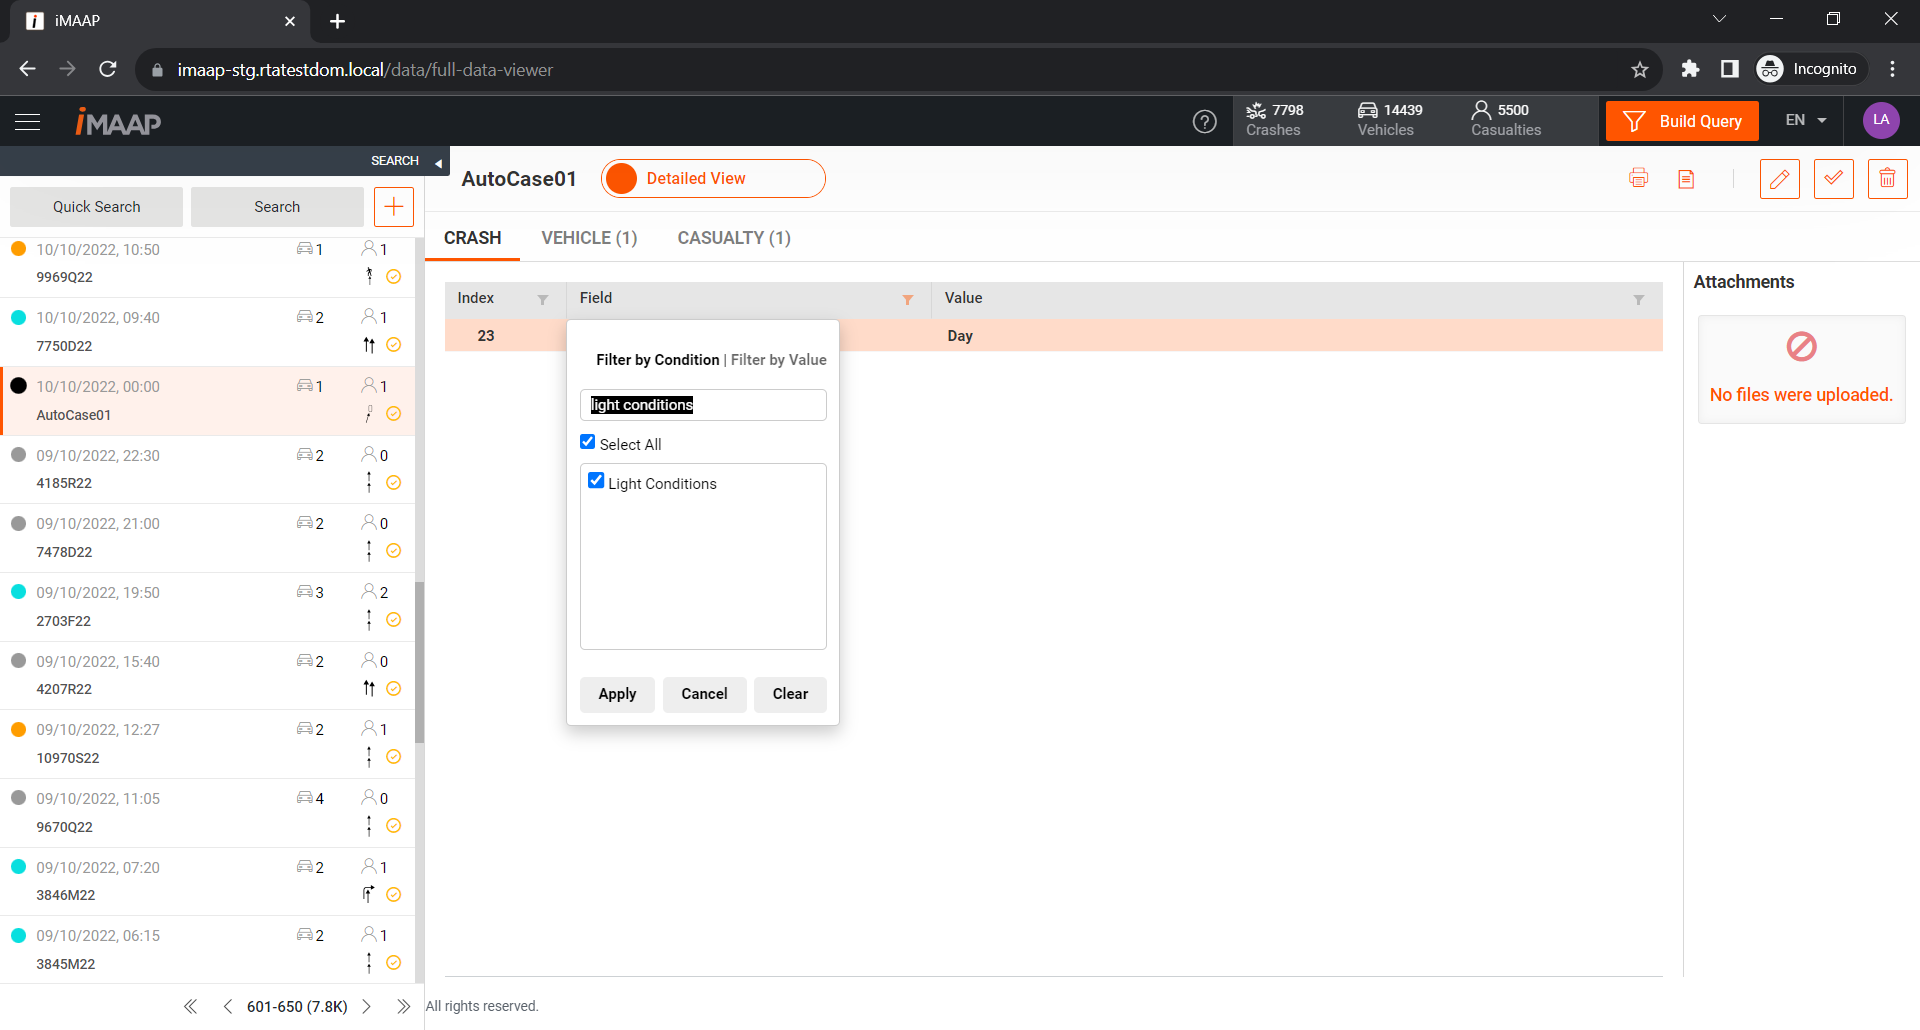 iMAAP
imaap-stg.rtatestdom.local/data/full-data-viewer
Incognito
iMAAP
7798
Crashes
14439
Vehicles
5500
Casualties
Build Query
EN
LA
SEARCH
Quick Search
Search
AutoCase01
Detailed View
CRASH
VEHICLE (1)
CASUALTY (1)
10/10/2022, 10:50 1 1
9969Q22
10/10/2022, 09:40 2 1
7750D22
10/10/2022, 00:00 1 1
AutoCase01
09/10/2022, 22:30 2 0
4185R22
09/10/2022, 21:00 2 0
7478D22
09/10/2022, 19:50 3 2
2703F22
09/10/2022, 15:40 2 0
4207R22
09/10/2022, 12:27 2 1
10970S22
09/10/2022, 11:05 4 0
9670Q22
09/10/2022, 07:20 2 1
3846M22
09/10/2022, 06:15 2 1
3845M22
601-650 (7.8K)
Index Field Value
23 Day
Filter by Condition | Filter by Value
light conditions
Select All
Light Conditions
Apply Cancel Clear
Attachments
No files were uploaded.
All rights reserved.